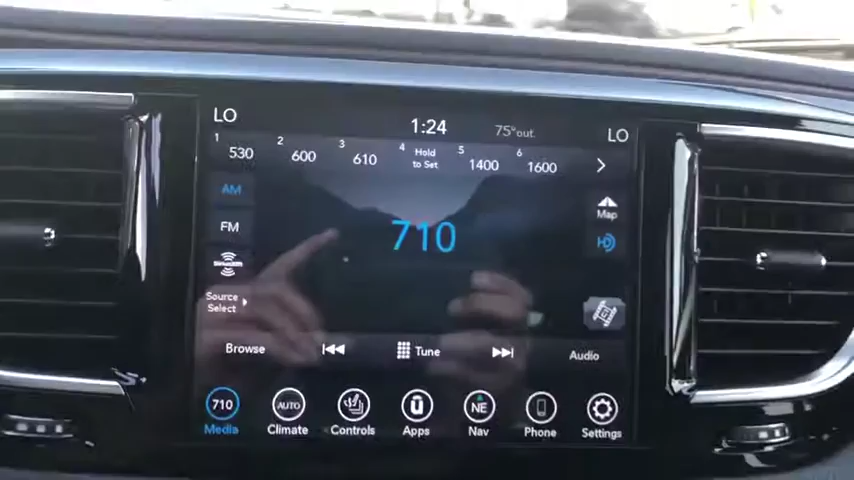 LO 1:24 75°out. LO
1 2 3 4 5 6
530 600 610 Hold to Set 1400 1600
AM
FM
710
Map
HD
SiriusXM
Source
Select
Browse Tune Audio
710 AUTO NE
Media Climate Controls Apps Nav Phone Settings